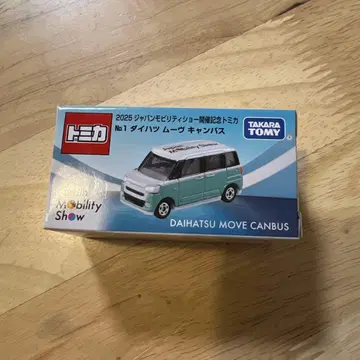 トミカ
2025 ジャパンモビリティショー開催記念トミカ
No.1 ダイハツ ムーヴ キャンバス
TAKARA
TOMY
Mobility
Show
DAIHATSU MOVE CANBUS